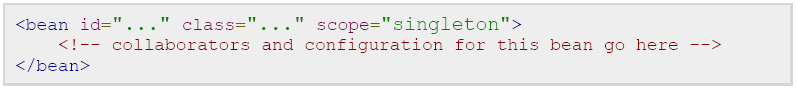 <bean id="..." class="..." scope="singleton">
    <!-- collaborators and configuration for this bean go here -->
</bean>